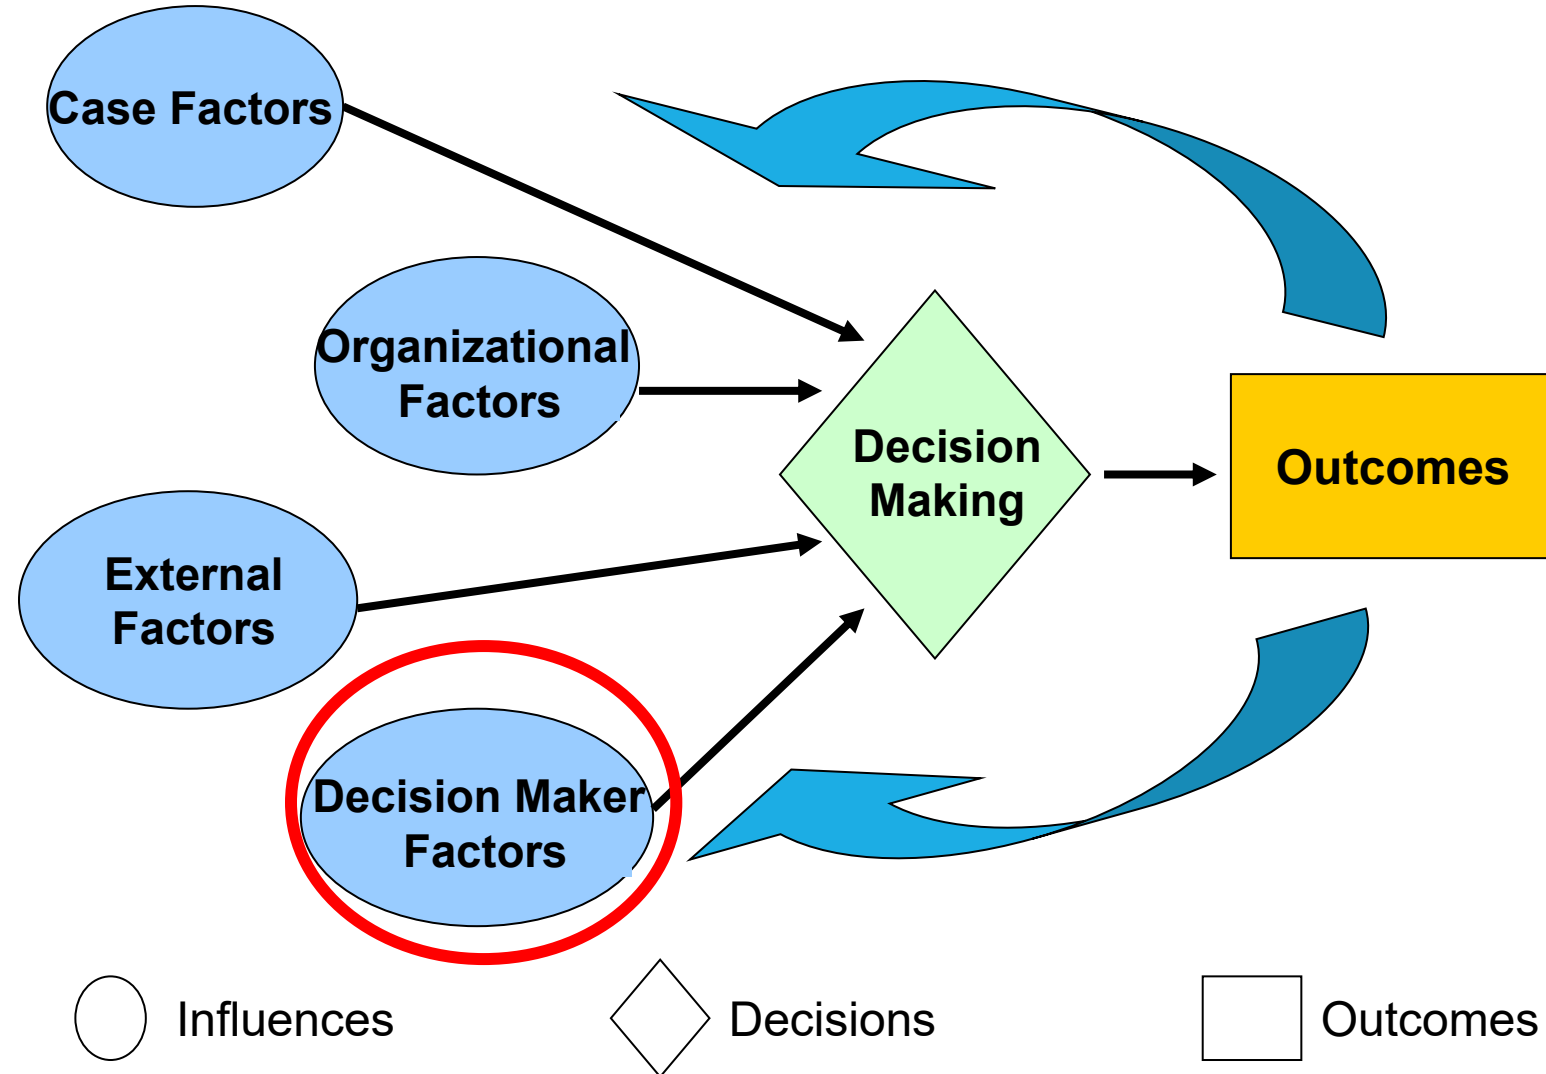 Case Factors
Organizational
Factors
Decision
Making
Outcomes
External
Factors
Decision Maker
Factors
Influences
Decisions
Outcomes